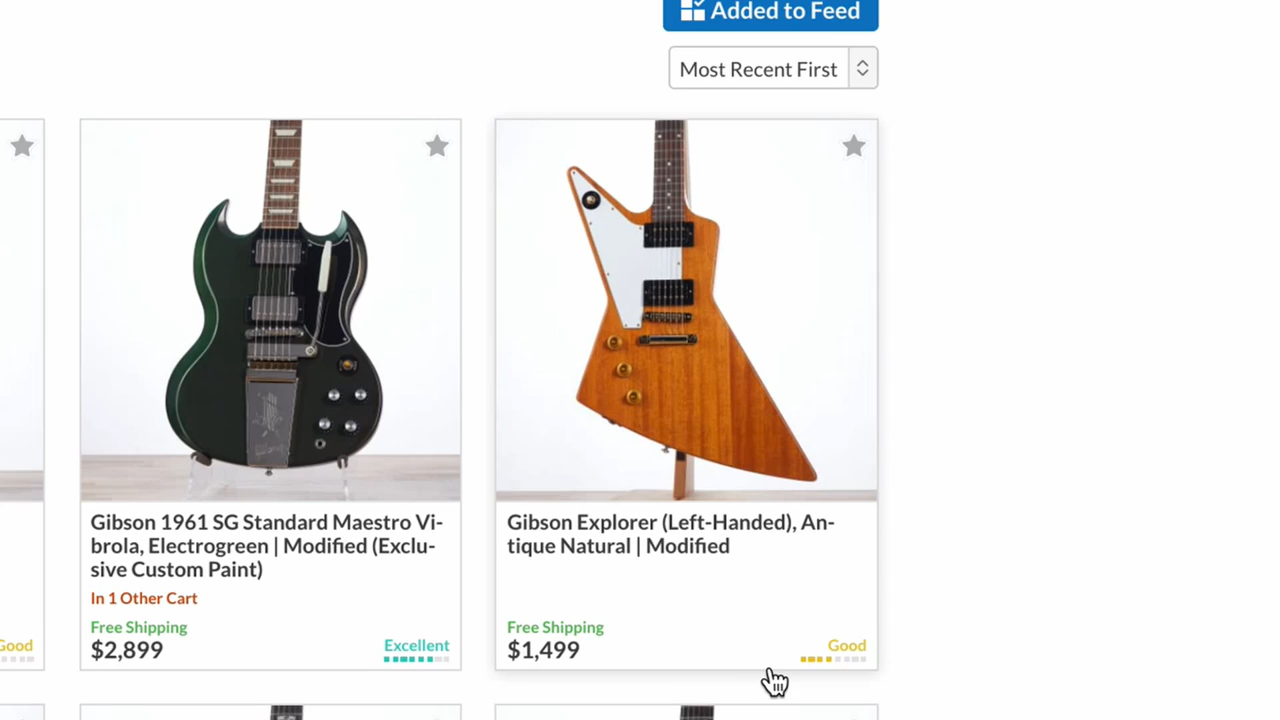 Added to Feed
Most Recent First
Gibson 1961 SG Standard Maestro Vi-
brola, Electrogreen | Modified (Exclu-
sive Custom Paint)
In 1 Other Cart
Free Shipping
$2,899
Excellent
Gibson Explorer (Left-Handed), An-
tique Natural | Modified
Free Shipping
$1,499
Good
Good